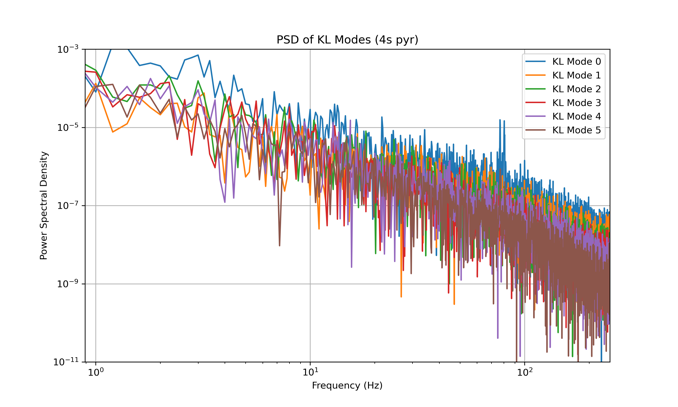 PSD of KL Modes (4s pyr)
Power Spectral Density
10⁻³
10⁻⁵
10⁻⁷
10⁻⁹
10⁻¹¹
KL Mode 0
KL Mode 1
KL Mode 2
KL Mode 3
KL Mode 4
KL Mode 5
10⁰
10¹
10²
Frequency (Hz)